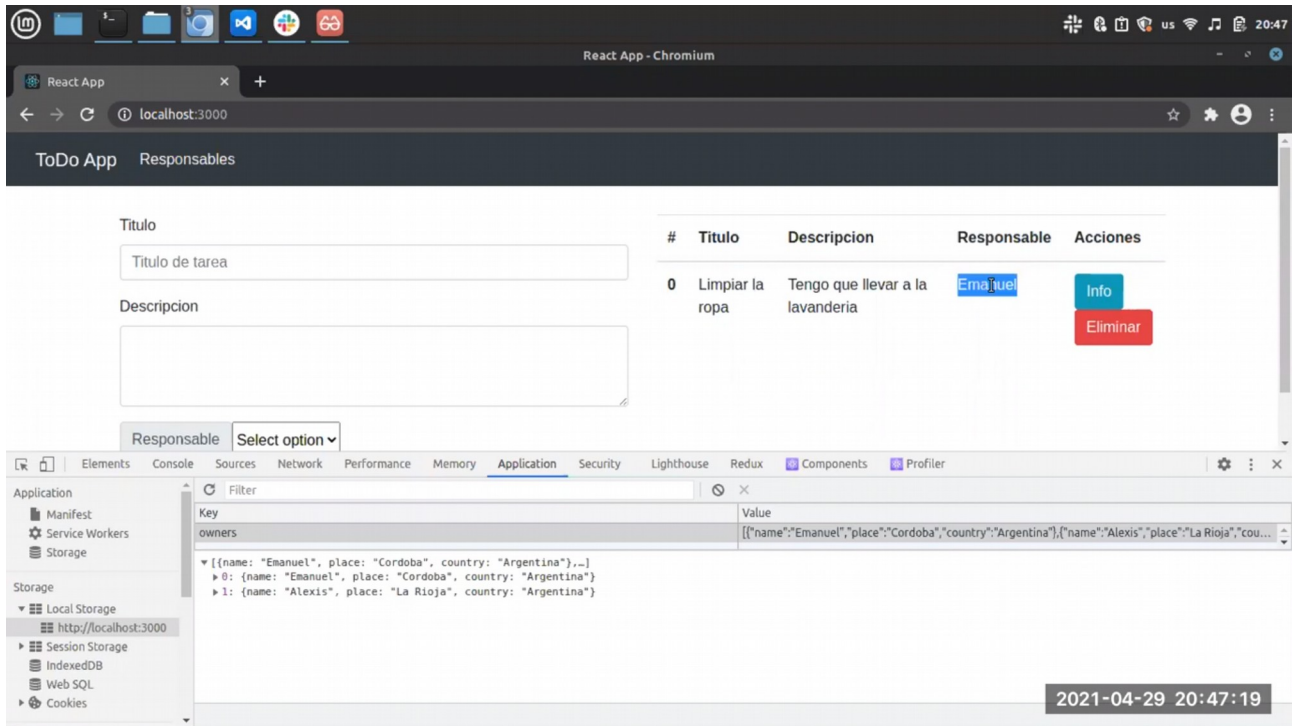 us 20:47
React App - Chromium
React App
localhost:3000
ToDo App Responsables
Titulo
Titulo de tarea
Descripcion
Responsable Select option
# Titulo Descripcion Responsable Acciones
0 Limpiar la ropa Tengo que llevar a la lavanderia Emanuel Info
Eliminar
Elements Console Sources Network Performance Memory Application Security Lighthouse Redux Components Profiler
Application
Manifest
Service Workers
Storage
Storage
Local Storage
http://localhost:3000
Session Storage
IndexedDB
Web SQL
Cookies
Filter
Key Value
owners [{"name":"Emanuel","place":"Cordoba","country":"Argentina"},{"name":"Alexis","place":"La Rioja","cou...
[{name: "Emanuel", place: "Cordoba", country: "Argentina"},…]
0: {name: "Emanuel", place: "Cordoba", country: "Argentina"}
1: {name: "Alexis", place: "La Rioja", country: "Argentina"}
2021-04-29 20:47:19